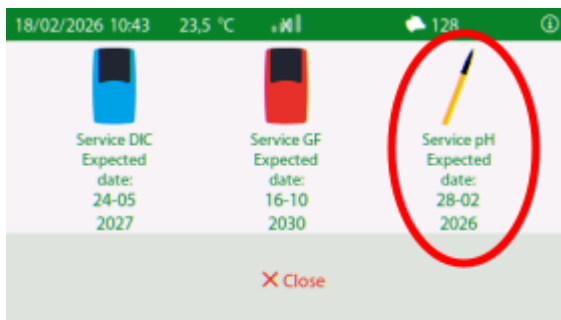 18/02/2026 10:43 23,5 °C 128
Service DIC
Expected
date:
24-05
2027
Service GF
Expected
date:
16-10
2030
Service pH
Expected
date:
28-02
2026
Close